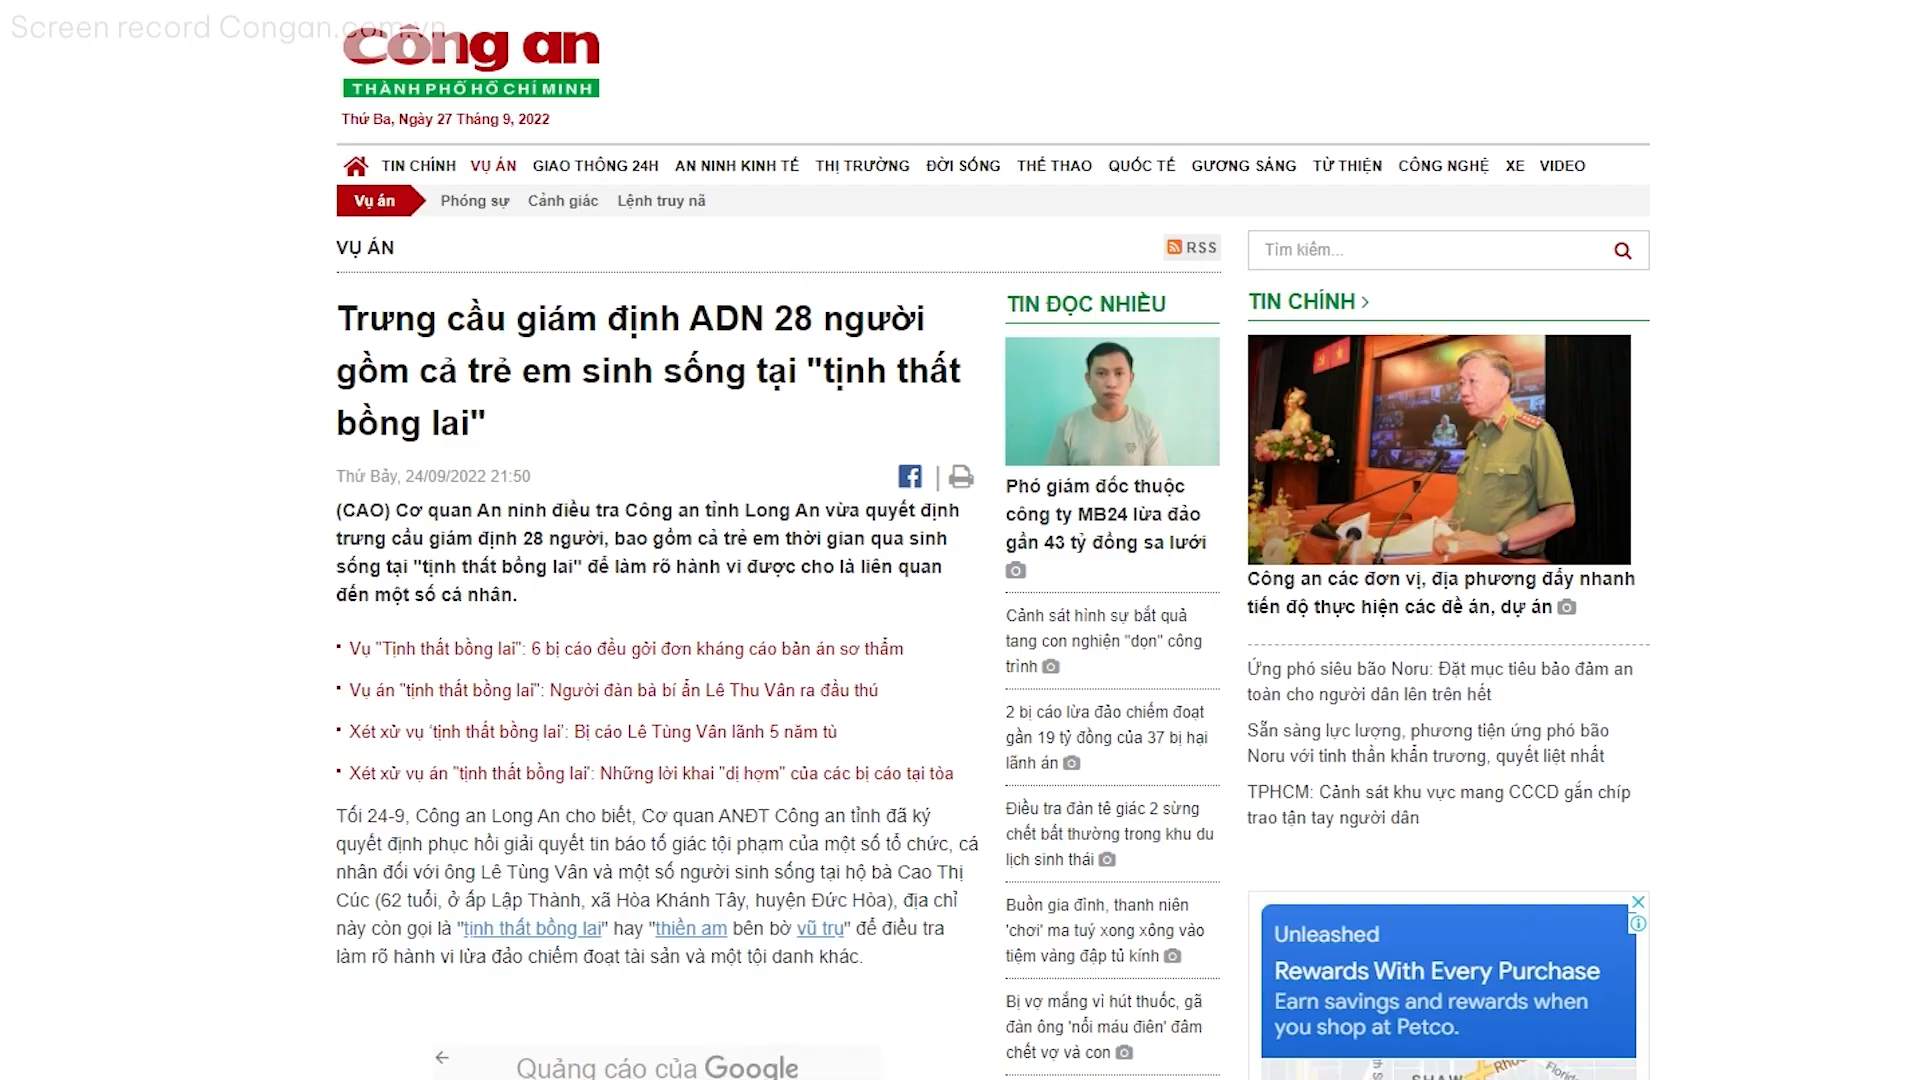 Screen record Congan.com.vn
Công an
THÀNH PHỐ HỒ CHÍ MINH
Thứ Ba, Ngày 27 Tháng 9, 2022
TIN CHÍNH VỤ ÁN GIAO THÔNG 24H AN NINH KINH TẾ THỊ TRƯỜNG ĐỜI SỐNG THỂ THAO QUỐC TẾ GƯƠNG SÁNG TỪ THIỆN CÔNG NGHỆ XE VIDEO
Vụ án Phóng sự Cảnh giác Lệnh truy nã
VỤ ÁN
RSS
Tìm kiếm...
Trưng cầu giám định ADN 28 người
gồm cả trẻ em sinh sống tại "tịnh thất
bồng lai"
Thứ Bảy, 24/09/2022 21:50
(CAO) Cơ quan An ninh điều tra Công an tỉnh Long An vừa quyết định
trưng cầu giám định 28 người, bao gồm cả trẻ em thời gian qua sinh
sống tại "tịnh thất bồng lai" để làm rõ hành vi được cho là liên quan
đến một số cá nhân.
Vụ "Tịnh thất bồng lai": 6 bị cáo đều gởi đơn kháng cáo bản án sơ thẩm
Vụ án "tịnh thất bồng lai": Người đàn bà bí ẩn Lê Thu Vân ra đầu thú
Xét xử vụ ‘tịnh thất bồng lai’: Bị cáo Lê Tùng Vân lãnh 5 năm tù
Xét xử vụ án "tịnh thất bồng lai': Những lời khai "dị hợm" của các bị cáo tại tòa
Tối 24-9, Công an Long An cho biết, Cơ quan ANĐT Công an tỉnh đã ký
quyết định phục hồi giải quyết tin báo tố giác tội phạm của một số tổ chức, cá
nhân đối với ông Lê Tùng Vân và một số người sinh sống tại hộ bà Cao Thị
Cúc (62 tuổi, ở ấp Lập Thành, xã Hòa Khánh Tây, huyện Đức Hòa), địa chỉ
này còn gọi là "tịnh thất bồng lai" hay "thiền am bên bờ vũ trụ" để điều tra
làm rõ hành vi lừa đảo chiếm đoạt tài sản và một tội danh khác.
Quảng cáo của Google
TIN ĐỌC NHIỀU
Phó giám đốc thuộc
công ty MB24 lừa đảo
gần 43 tỷ đồng sa lưới
Cảnh sát hình sự bắt quả
tang con nghiện "dọn" công
trình
2 bị cáo lừa đảo chiếm đoạt
gần 19 tỷ đồng của 37 bị hại
lãnh án
Điều tra đàn tê giác 2 sừng
chết bất thường trong khu du
lịch sinh thái
Buồn gia đình, thanh niên
'chơi' ma tuý xong xông vào
tiệm vàng đập tủ kính
Bị vợ mắng vì hút thuốc, gã
đàn ông 'nổi máu điên' đâm
chết vợ và con
TIN CHÍNH
Công an các đơn vị, địa phương đẩy nhanh
tiến độ thực hiện các đề án, dự án
Ứng phó siêu bão Noru: Đặt mục tiêu bảo đảm an
toàn cho người dân lên trên hết
Sẵn sàng lực lượng, phương tiện ứng phó bão
Noru với tinh thần khẩn trương, quyết liệt nhất
TPHCM: Cảnh sát khu vực mang CCCD gắn chíp
trao tận tay người dân
Unleashed
Rewards With Every Purchase
Earn savings and rewards when
you shop at Petco.
SHAW